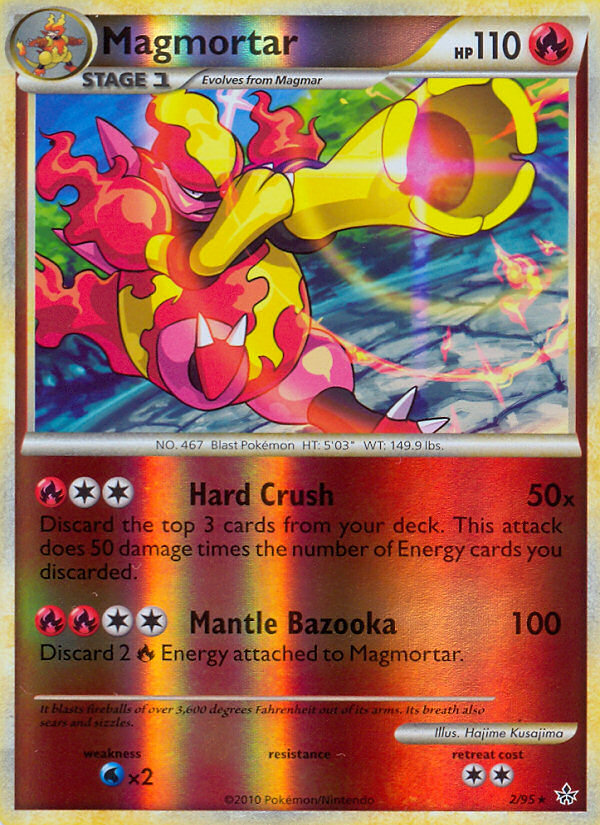 Magmortar
HP110
STAGE 1
Evolves from Magmar
NO. 467 Blast Pokémon HT: 5'03" WT: 149.9 lbs.
Hard Crush 50x
Discard the top 3 cards from your deck. This attack
does 50 damage times the number of Energy cards you
discarded.
Mantle Bazooka 100
Discard 2 Energy attached to Magmortar.
It blasts fireballs of over 3,600 degrees Fahrenheit out of its arms. Its breath also
sears and sizzles.
Illus. Hajime Kusajima
weakness resistance retreat cost
x2
©2010 Pokémon/Nintendo 2/95 ★